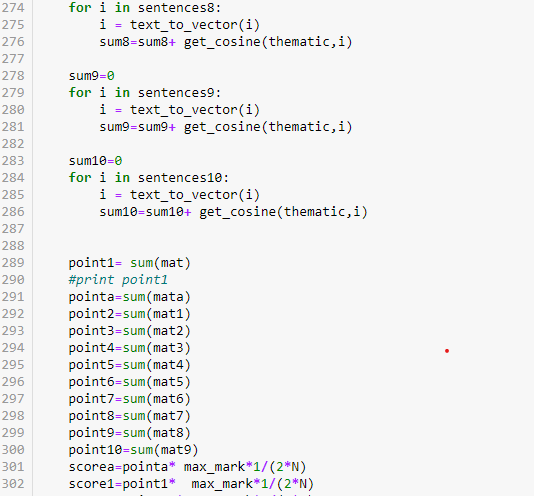 274 for i in sentences8:
275 i = text_to_vector(i)
276 sum8=sum8+ get_cosine(thematic,i)
277
278 sum9=0
279 for i in sentences9:
280 i = text_to_vector(i)
281 sum9=sum9+ get_cosine(thematic,i)
282
283 sum10=0
284 for i in sentences10:
285 i = text_to_vector(i)
286 sum10=sum10+ get_cosine(thematic,i)
287
288
289 point1= sum(mat)
290 #print point1
291 pointa=sum(mata)
292 point2=sum(mat1)
293 point3=sum(mat2)
294 point4=sum(mat3)
295 point5=sum(mat4)
296 point6=sum(mat5)
297 point7=sum(mat6)
298 point8=sum(mat7)
299 point9=sum(mat8)
300 point10=sum(mat9)
301 scorea=pointa* max_mark*1/(2*N)
302 score1=point1*  max_mark*1/(2*N)